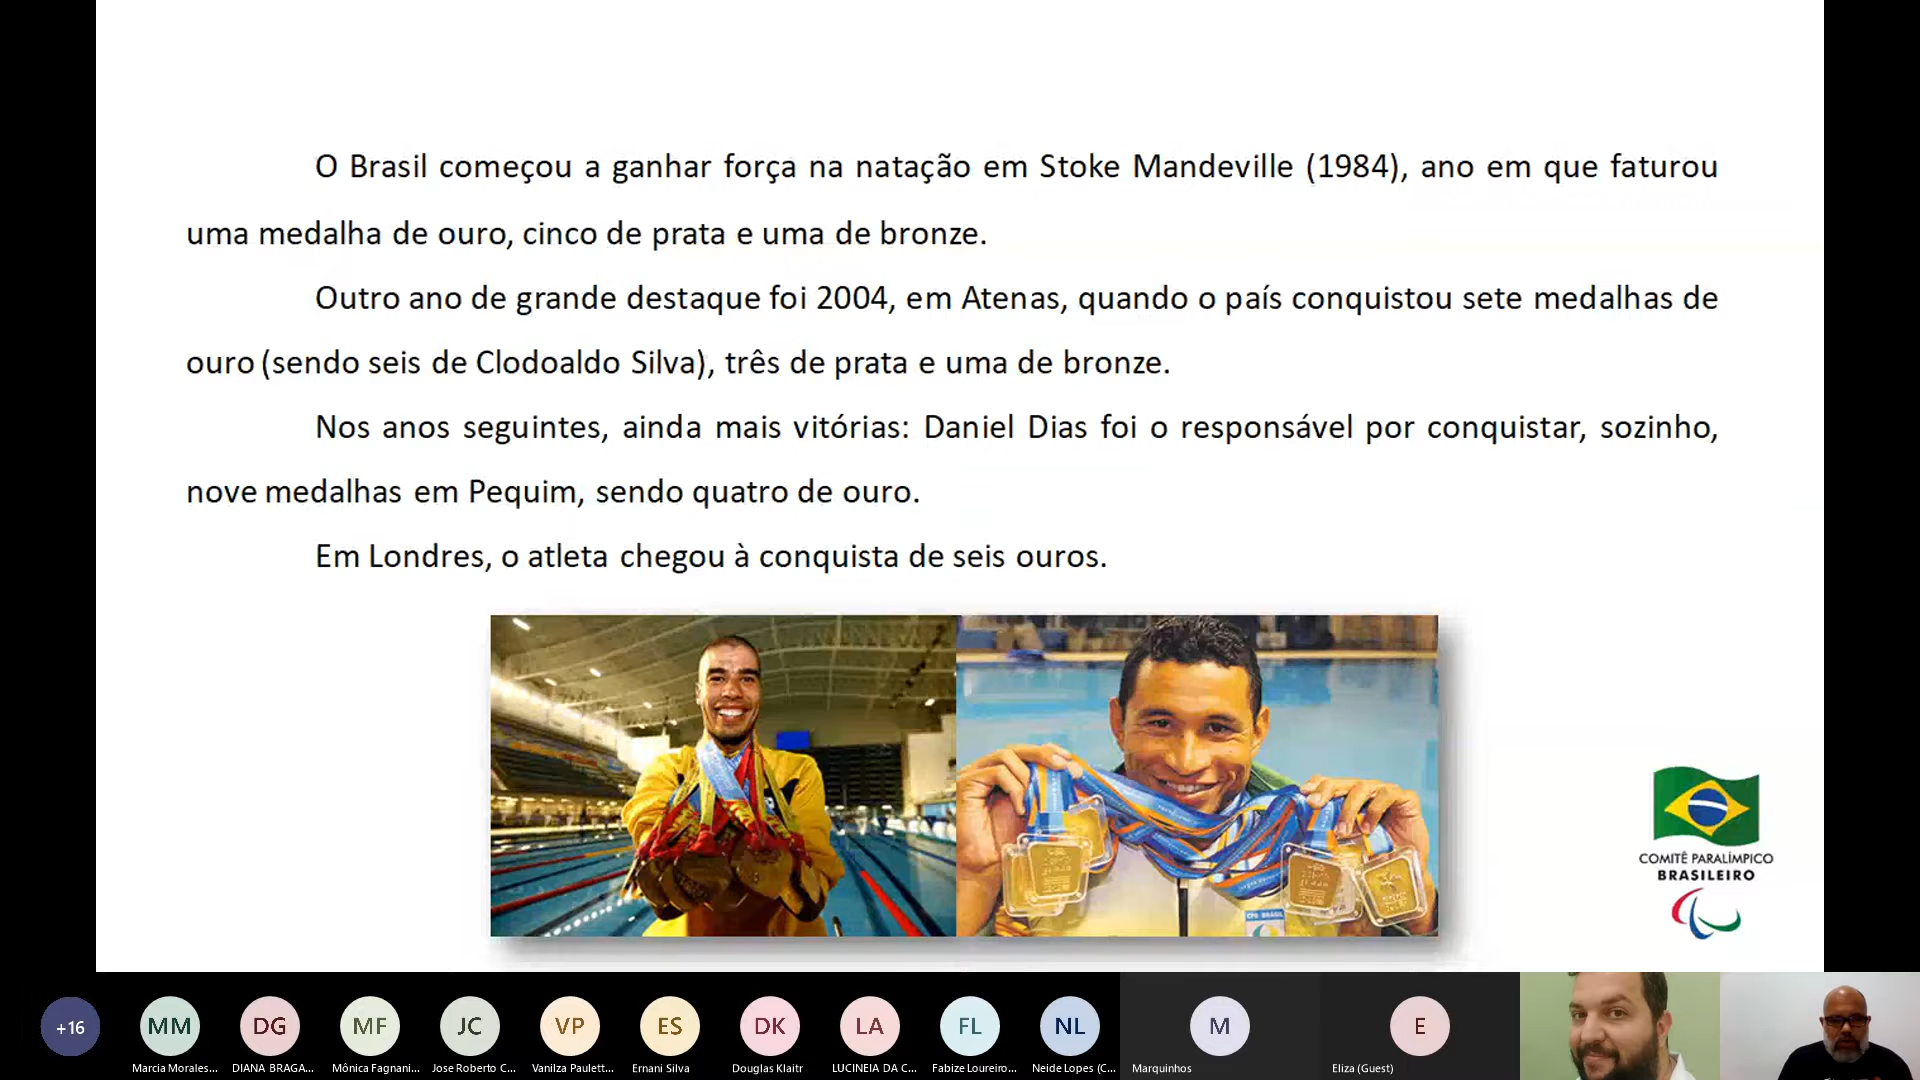 O Brasil começou a ganhar força na natação em Stoke Mandeville (1984), ano em que faturou
uma medalha de ouro, cinco de prata e uma de bronze.
Outro ano de grande destaque foi 2004, em Atenas, quando o país conquistou sete medalhas de
ouro (sendo seis de Clodoaldo Silva), três de prata e uma de bronze.
Nos anos seguintes, ainda mais vitórias: Daniel Dias foi o responsável por conquistar, sozinho,
nove medalhas em Pequim, sendo quatro de ouro.
Em Londres, o atleta chegou à conquista de seis ouros.
CPB BRASIL
COMITÊ PARALÍMPICO
BRASILEIRO
+16
MM
DG
MF
JC
VP
ES
DK
LA
FL
NL
M
E
Marcia Morales...
DIANA BRAGA...
Mônica Fagnani...
Jose Roberto C...
Vanilza Paulett...
Ernani Silva
Douglas Klaitr
LUCINEIA DA C...
Fabize Loureiro...
Neide Lopes (C...
Marquinhos
Eliza (Guest)